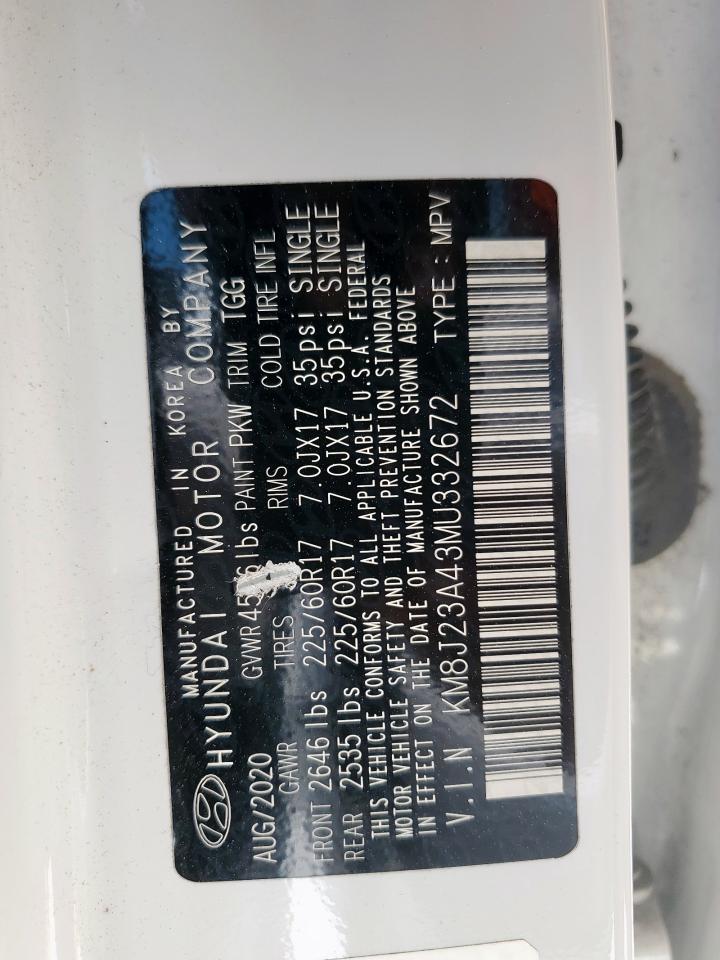 MANUFACTURED IN KOREA BY
HYUNDAI MOTOR COMPANY
AUG/2020 GVWR lbs PAINT PKW TRIM TGG
GAWR TIRES RIMS COLD TIRE INFL
FRONT 2646 lbs 225/60R17 7.0JX17 35psi SINGLE
REAR 2535 lbs 225/60R17 7.0JX17 35psi SINGLE
THIS VEHICLE CONFORMS TO ALL APPLICABLE U.S.A. FEDERAL
MOTOR VEHICLE SAFETY AND THEFT PREVENTION STANDARDS
IN EFFECT ON THE DATE OF MANUFACTURE SHOWN ABOVE
V.I.N KM8J23A43MU332672 TYPE : MPV